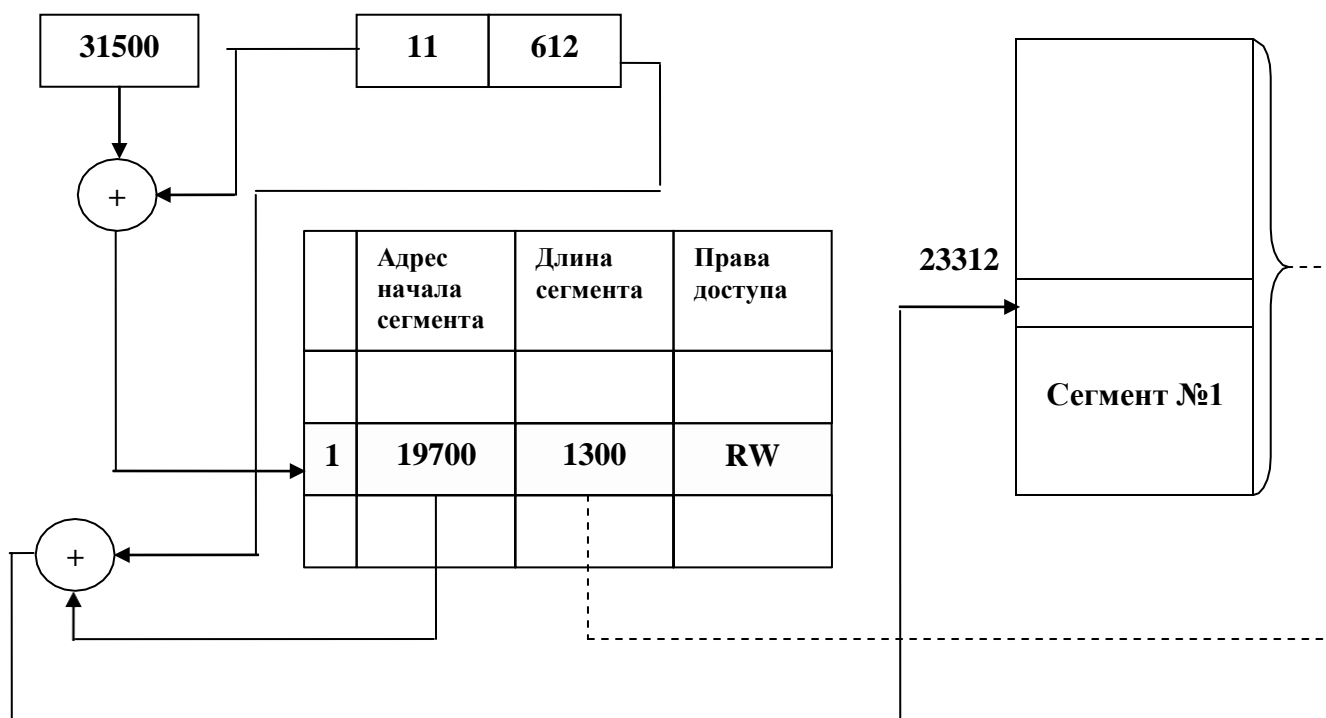 31500
11 612
+
Адрес начала сегмента
Длина сегмента
Права доступа
23312
Сегмент №1
1 19700 1300 RW
+